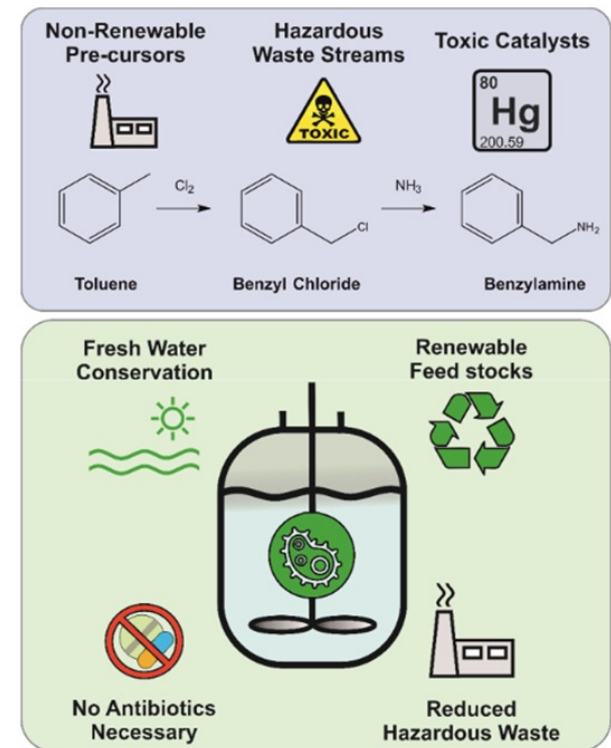 Non-Renewable
Pre-cursors
Hazardous
Waste Streams
Toxic Catalysts
TOXIC
80
Hg
200.59
Cl2
NH3
Cl
NH2
Toluene
Benzyl Chloride
Benzylamine
Fresh Water
Conservation
Renewable
Feed stocks
No Antibiotics
Necessary
Reduced
Hazardous Waste